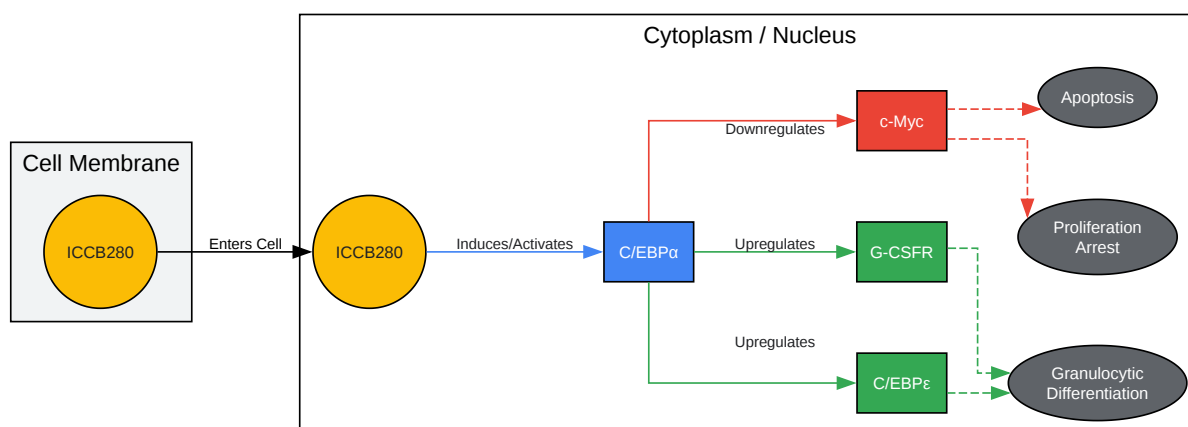 Cytoplasm / Nucleus
Apoptosis
c-Myc
Downregulates
Cell Membrane
Proliferation
Arrest
ICCB280
Enters Cell
ICCB280
Induces/Activates
C/EBPα
Upregulates
G-CSFR
Upregulates
C/EBPε
Granulocytic
Differentiation